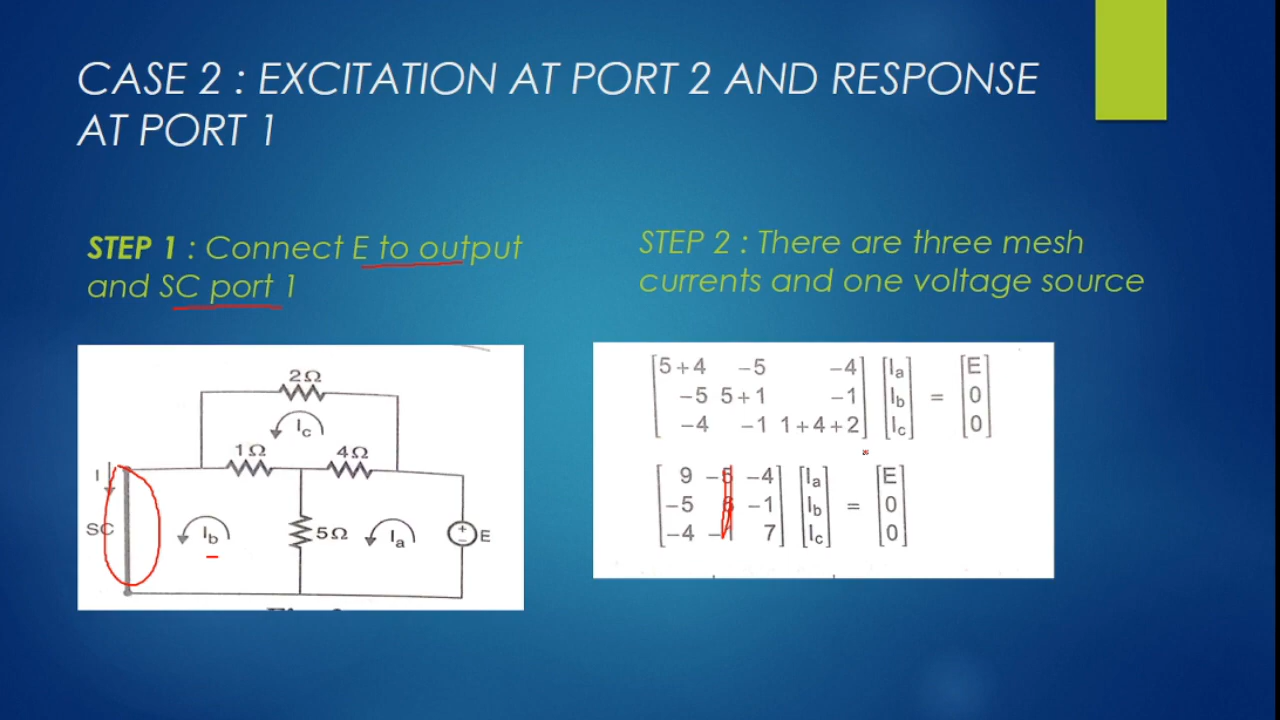 CASE 2 : EXCITATION AT PORT 2 AND RESPONSE
AT PORT 1
STEP 1 : Connect E to output
and SC port 1
STEP 2 : There are three mesh
currents and one voltage source
2Ω
Ic
1Ω 4Ω
I
SC Ib 5Ω Ia + − E
5+4 −5 −4 Ia E
−5 5+1 −1 Ib = 0
−4 −1 1+4+2 Ic 0
9 −5 −4 Ia E
−5 6 −1 Ib = 0
−4 −1 7 Ic 0